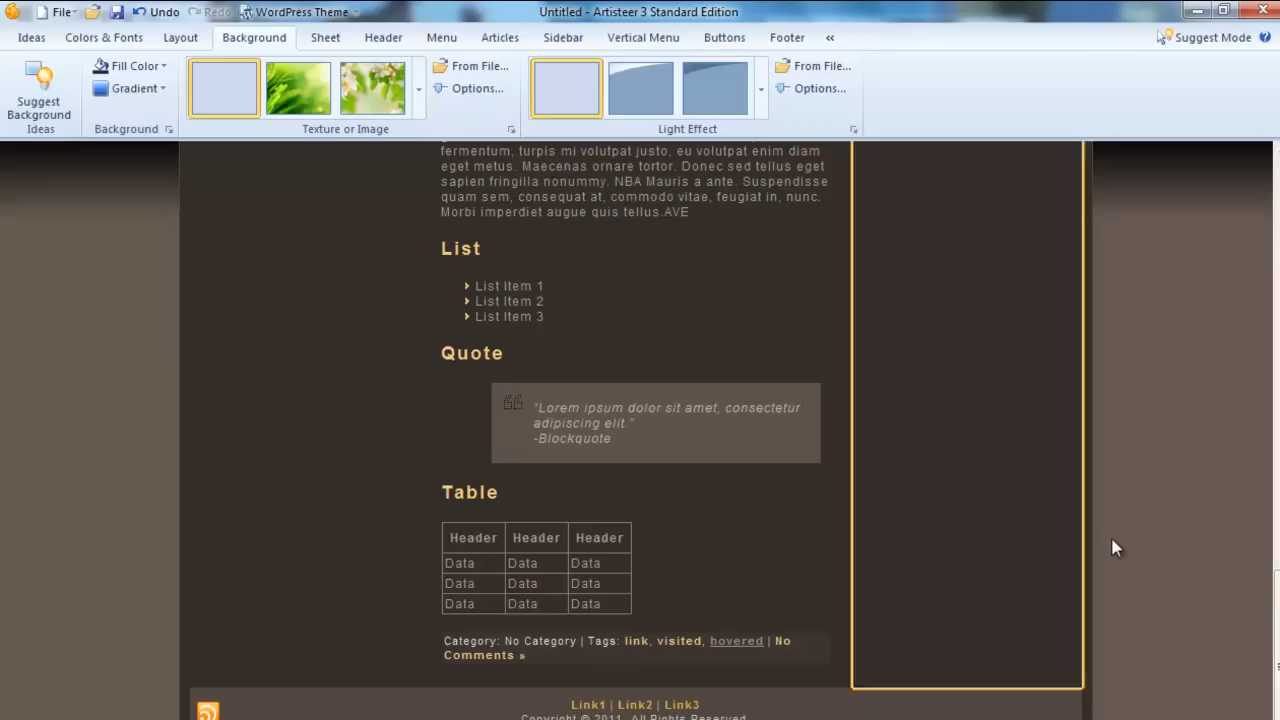 File
Undo
Redo
WordPress Theme
Untitled - Artisteer 3 Standard Edition
Ideas
Colors & Fonts
Layout
Background
Sheet
Header
Menu
Articles
Sidebar
Vertical Menu
Buttons
Footer
«
Suggest Mode
Suggest
Background
Ideas
Fill Color
Gradient
Background
From File...
Options...
Texture or Image
From File...
Options...
Light Effect
fermentum, turpis mi volutpat justo, eu volutpat enim diam
eget metus. Maecenas ornare tortor. Donec sed tellus eget
sapien fringilla nonummy. NBA Mauris a ante. Suspendisse
quam sem, consequat at, commodo vitae, feugiat in, nunc.
Morbi imperdiet augue quis tellus.AVE
List
List Item 1
List Item 2
List Item 3
Quote
"Lorem ipsum dolor sit amet, consectetur
adipiscing elit."
-Blockquote
Table
Header Header Header
Data Data Data
Data Data Data
Data Data Data
Category: No Category | Tags: link, visited, hovered | No
Comments »
Link1 | Link2 | Link3
Copyright © 2011. All Rights Reserved.